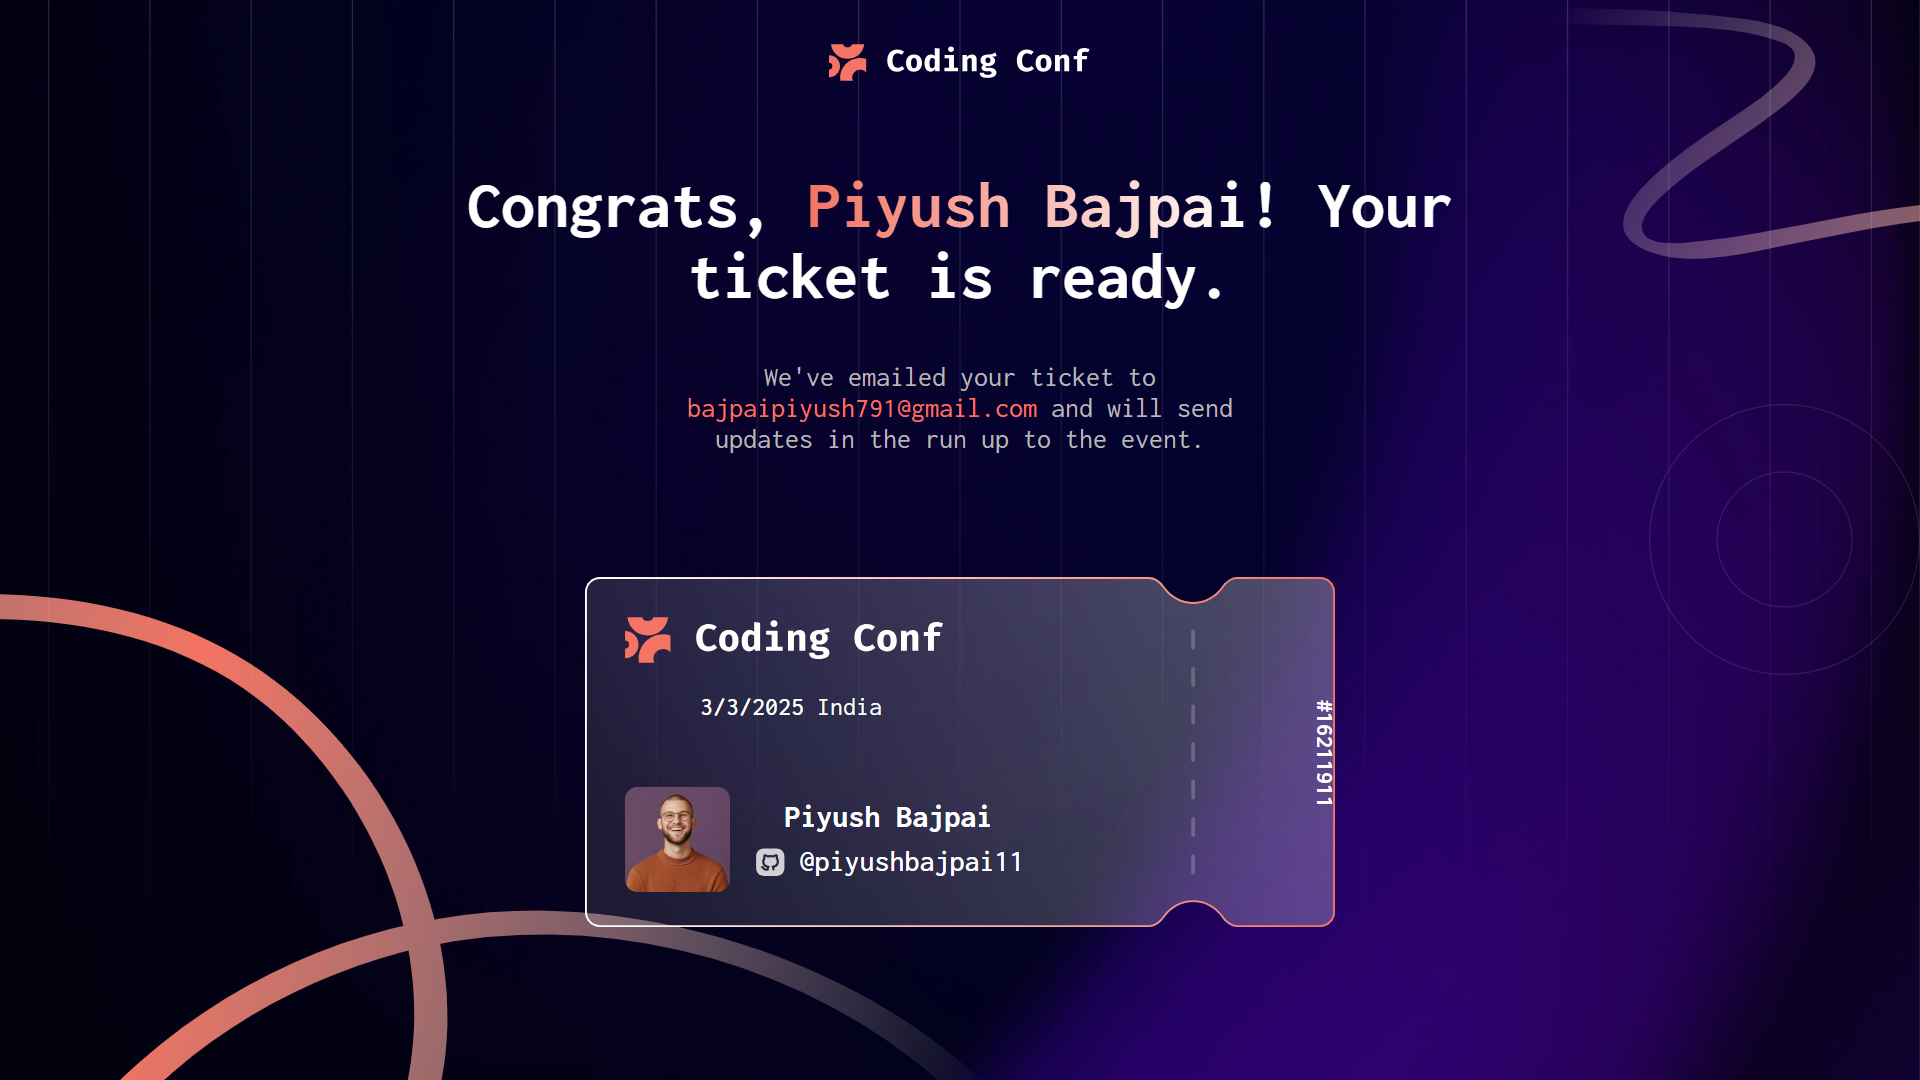 Coding Conf
Congrats, Piyush Bajpai! Your
ticket is ready.
We've emailed your ticket to
bajpaipiyush791@gmail.com and will send
updates in the run up to the event.
Coding Conf
3/3/2025 India
#16211911
Piyush Bajpai
@piyushbajpai11